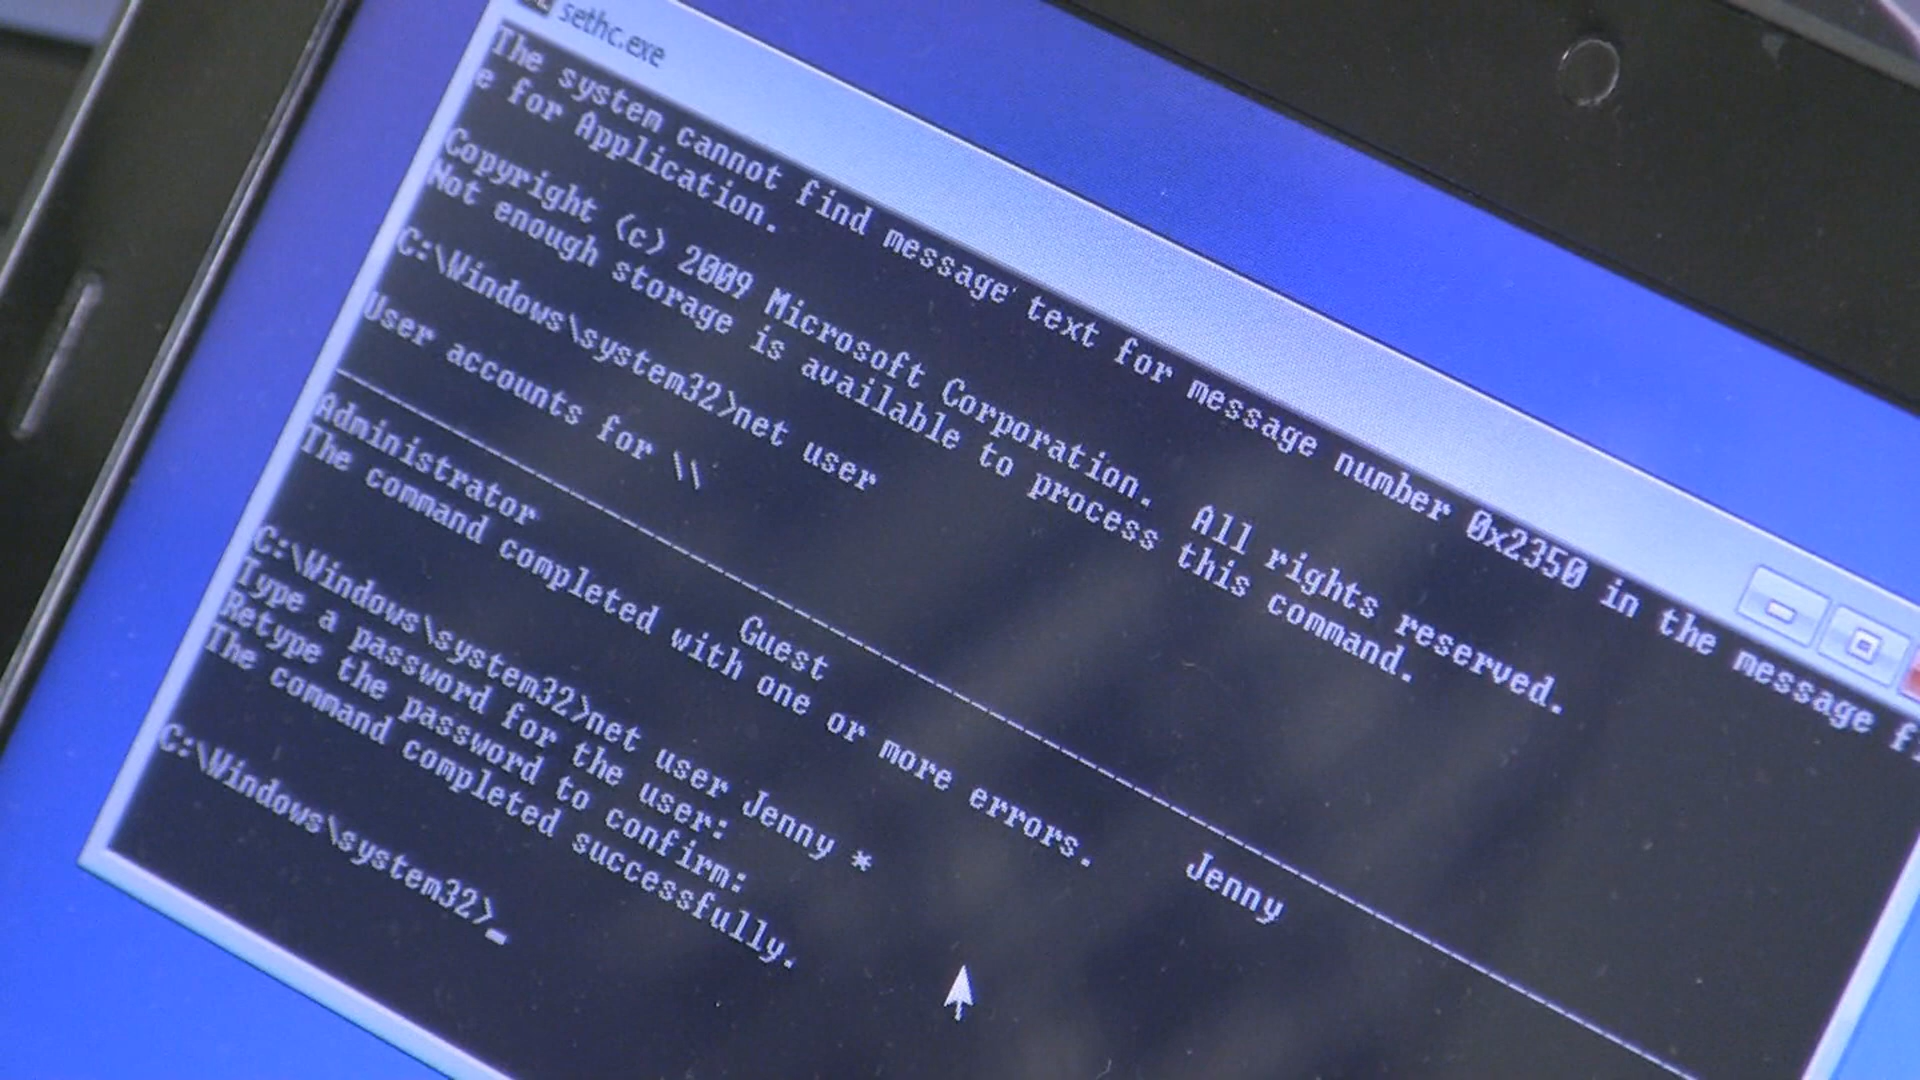 sethc.exe
The system cannot find message text for message number 0x2350 in the message fi
e for Application.
Copyright (c) 2009 Microsoft Corporation.  All rights reserved.
Not enough storage is available to process this command.
C:\Windows\system32>net user
User accounts for \\
-------------------------------------------------------------------------------
Administrator            Guest                    Jenny
The command completed with one or more errors.
C:\Windows\system32>net user Jenny *
Type a password for the user:
Retype the password to confirm:
The command completed successfully.
C:\Windows\system32>_